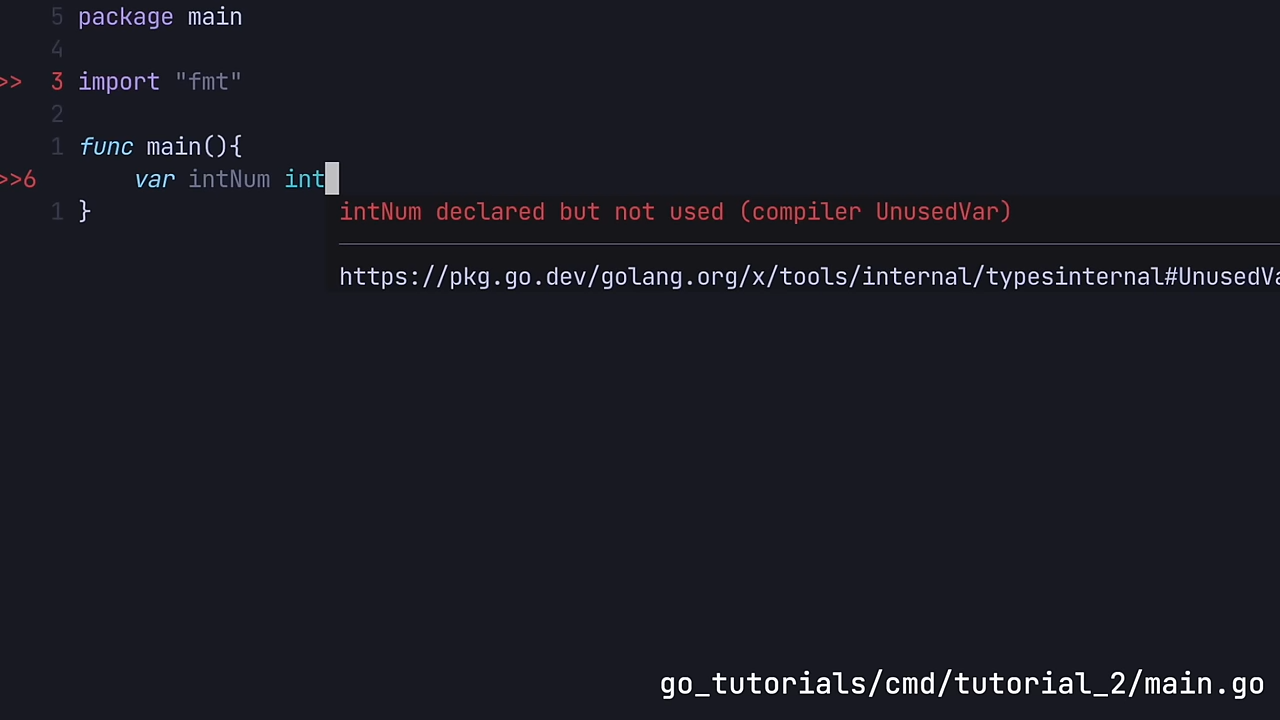 5 package main
4
>> 3 import "fmt"
2
1 func main(){
>>6 var intNum int
intNum declared but not used (compiler UnusedVar)
1 }
https://pkg.go.dev/golang.org/x/tools/internal/typesinternal#UnusedVa
go_tutorials/cmd/tutorial_2/main.go